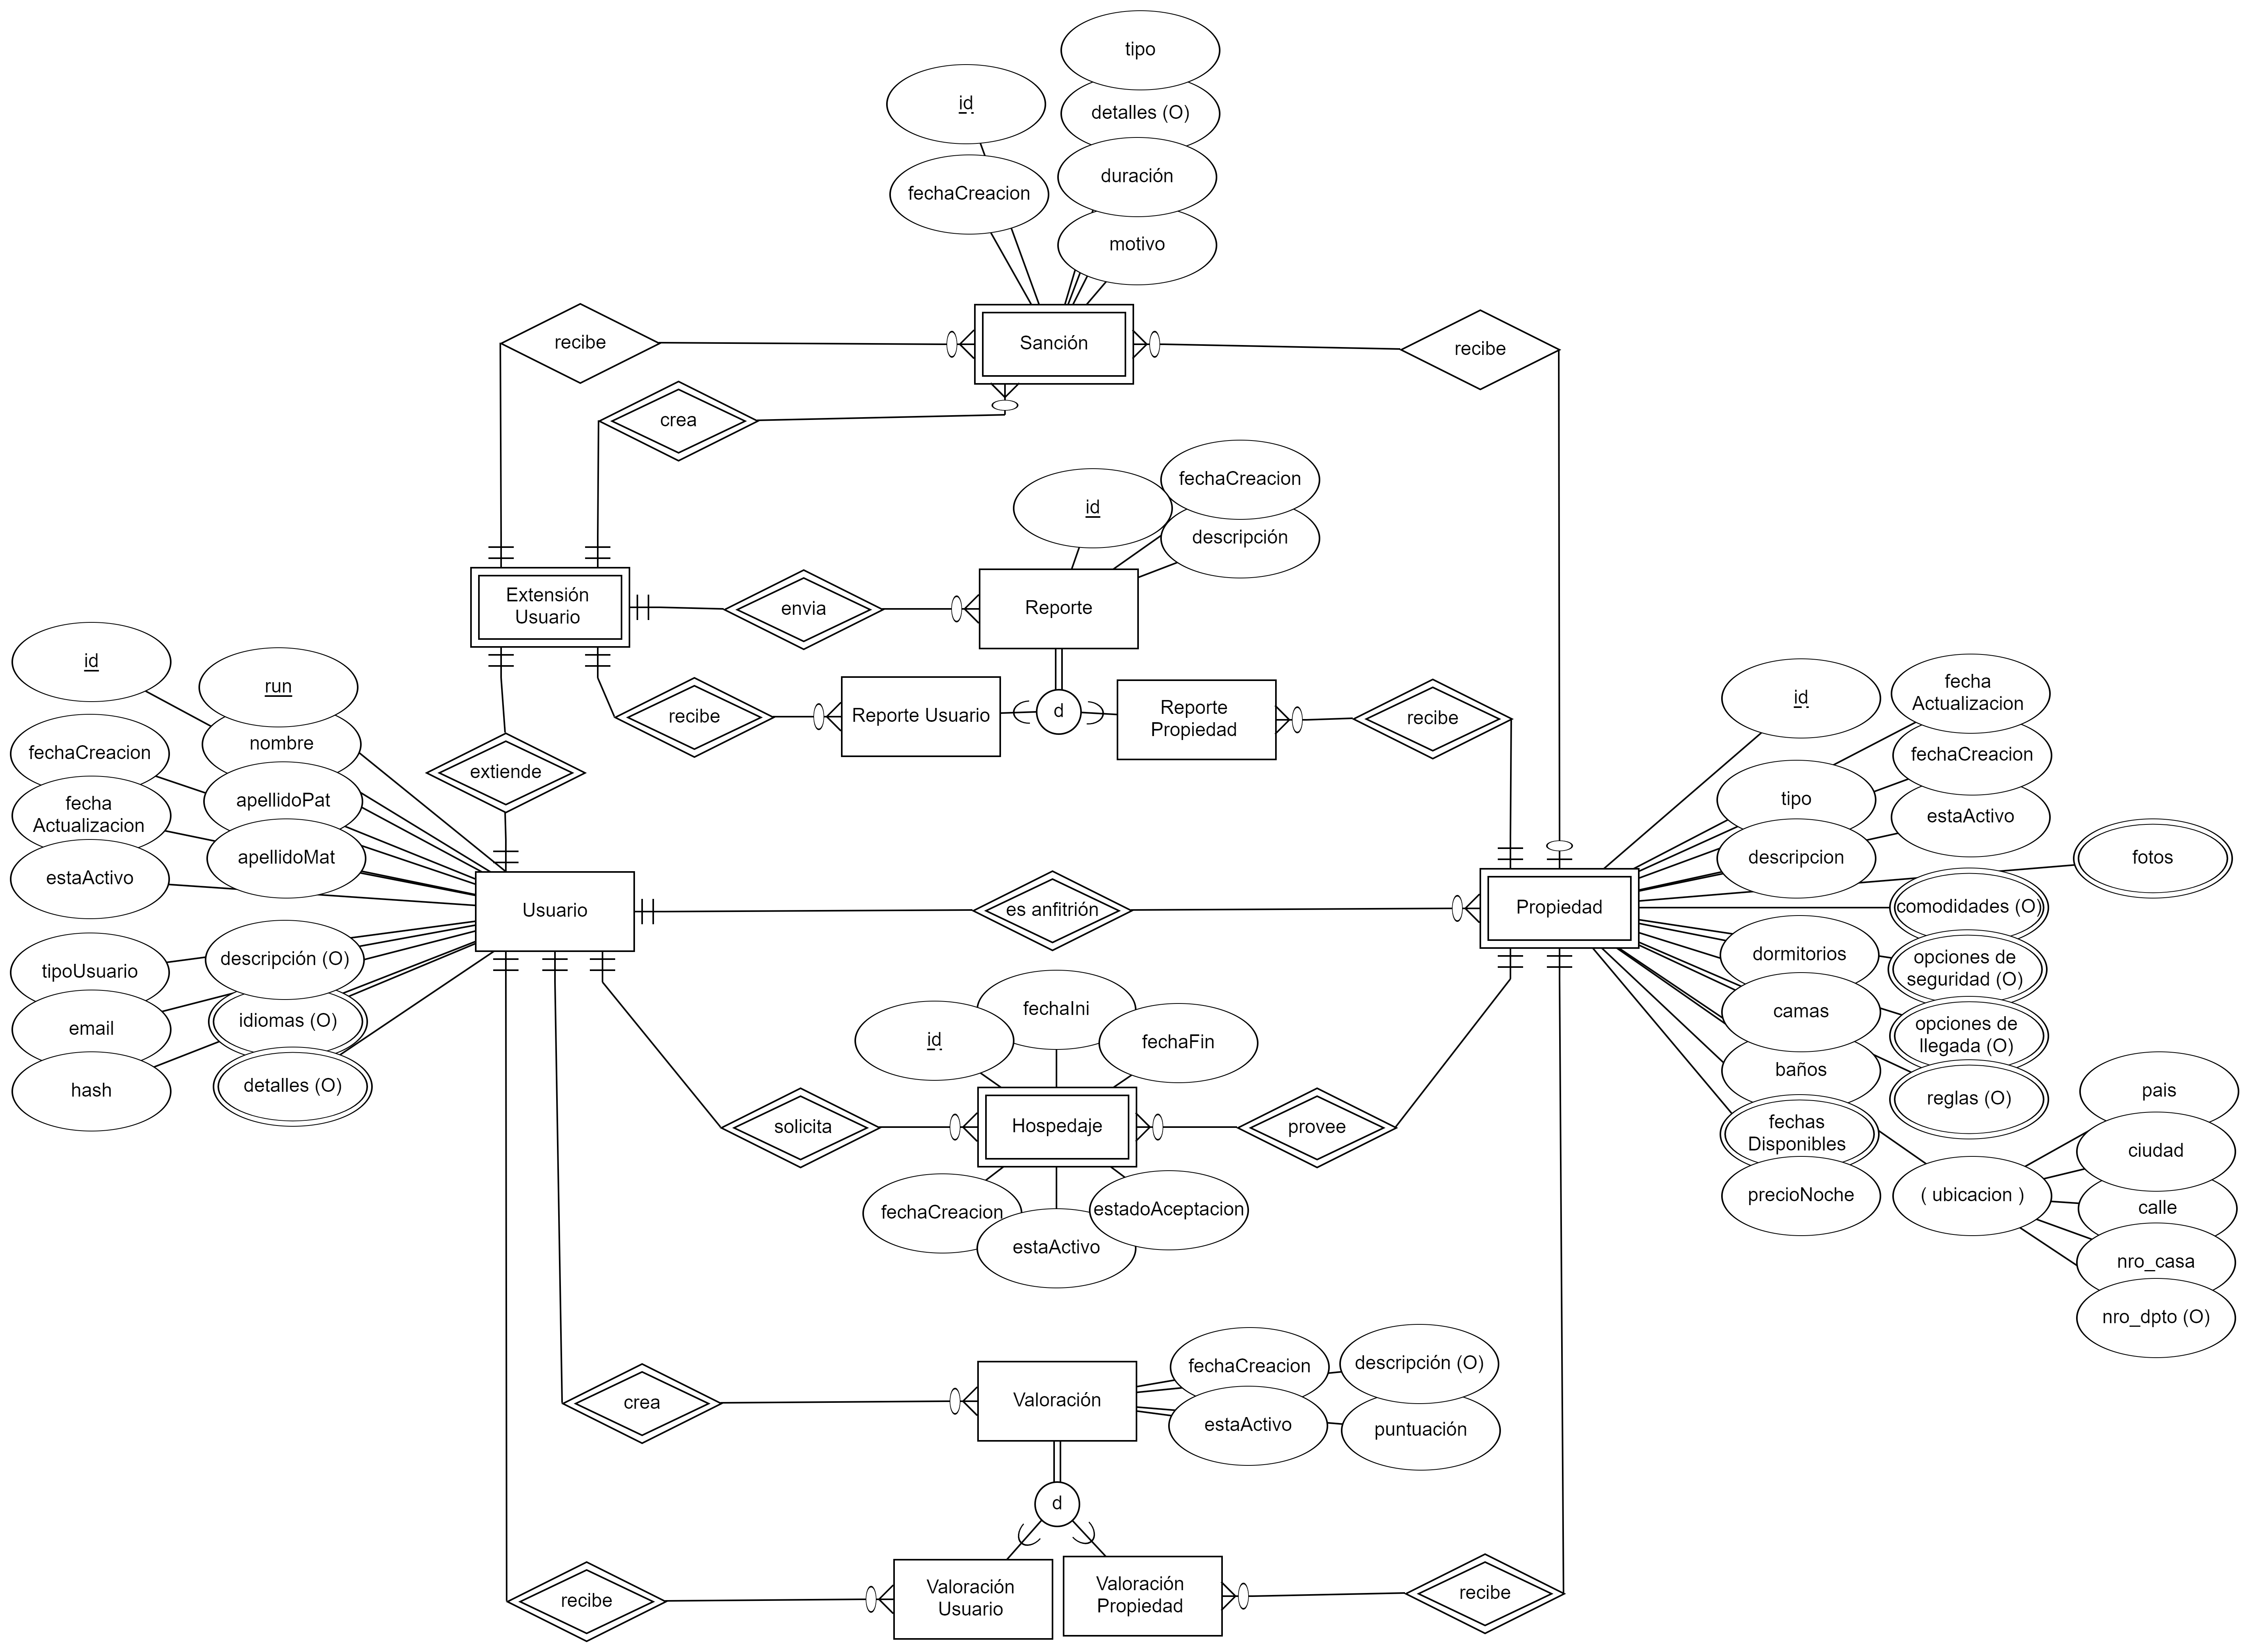 tipo
id
detalles (O)
duración
fechaCreacion
motivo
recibe
Sanción
recibe
crea
fechaCreacion
id
descripción
Extensión
Usuario
envia
Reporte
id
run
nombre
fechaCreacion
apellidoPat
fecha
Actualizacion
apellidoMat
estaActivo
extiende
recibe
Reporte Usuario
d
Reporte
Propiedad
recibe
id
fecha
Actualizacion
fechaCreacion
tipo
estaActivo
descripcion
fotos
Usuario
es anfitrión
Propiedad
comodidades (O)
dormitorios
opciones de
seguridad (O)
camas
opciones de
llegada (O)
baños
reglas (O)
fechas
Disponibles
precioNoche
( ubicacion )
pais
ciudad
calle
nro_casa
nro_dpto (O)
tipoUsuario
descripción (O)
email
idiomas (O)
hash
detalles (O)
fechaIni
id
fechaFin
solicita
Hospedaje
provee
fechaCreacion
estadoAceptacion
estaActivo
fechaCreacion
descripción (O)
crea
Valoración
estaActivo
puntuación
d
recibe
Valoración
Usuario
Valoración
Propiedad
recibe